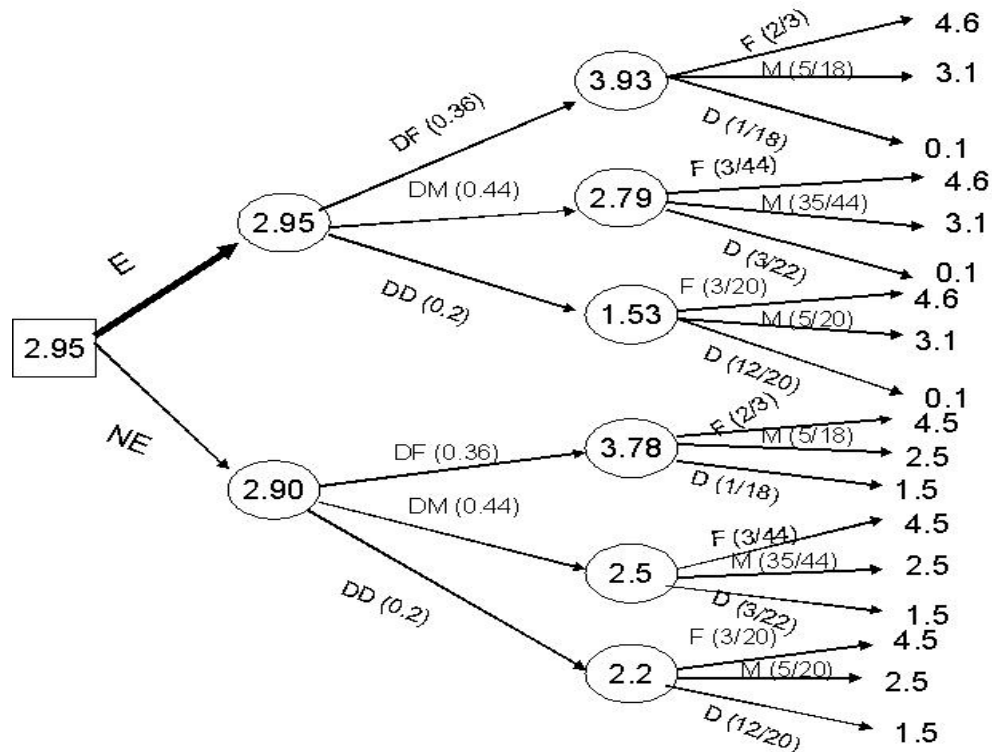 F (2/3)
4.6
M (5/18)
3.1
3.93
D (1/18)
0.1
DF (0.36)
F (3/44)
4.6
DM (0.44)
2.79
M (35/44)
3.1
2.95
D (3/22)
0.1
E
DD (0.2)
F (3/20)
4.6
1.53
M (5/20)
3.1
2.95
D (12/20)
0.1
NE
F (2/3)
4.5
DF (0.36)
3.78
M (5/18)
2.5
D (1/18)
1.5
2.90
DM (0.44)
F (3/44)
4.5
2.5
M (35/44)
2.5
D (3/22)
1.5
DD (0.2)
F (3/20)
4.5
2.2
M (5/20)
2.5
D (12/20)
1.5